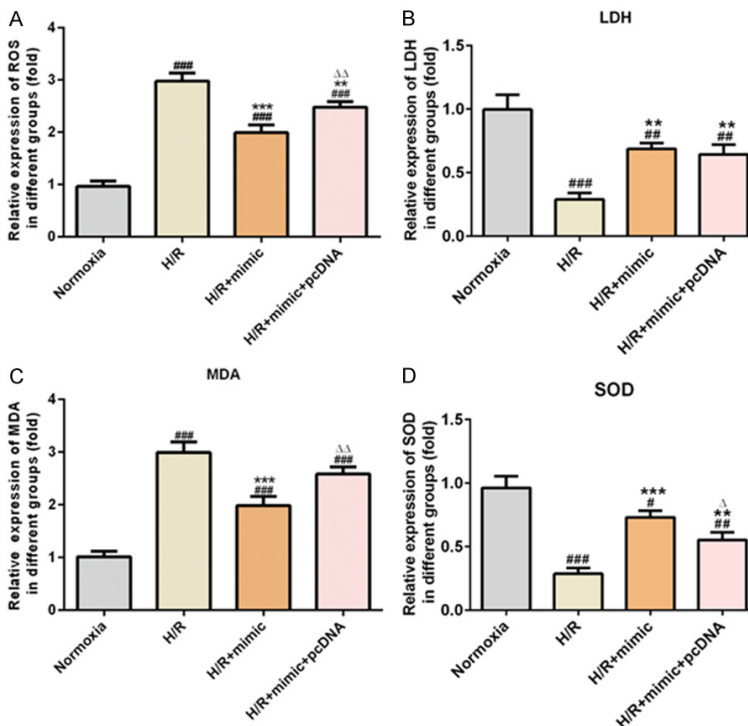 A
Relative expression of ROS
in different groups (fold)
4
3
2
1
0
###
***
###
ΔΔ
**
###
Normoxia
H/R
H/R+mimic
H/R+mimic+pcDNA
B
LDH
Relative expression of LDH
in different groups (fold)
1.5
1.0
0.5
0.0
###
**
##
**
##
Normoxia
H/R
H/R+mimic
H/R+mimic+pcDNA
C
MDA
Relative expression of MDA
in different groups (fold)
4
3
2
1
0
###
***
###
ΔΔ
###
Normoxia
H/R
H/R+mimic
H/R+mimic+pcDNA
D
SOD
Relative expression of SOD
in different groups (fold)
1.5
1.0
0.5
0.0
###
***
#
Δ
**
##
Normoxia
H/R
H/R+mimic
H/R+mimic+pcDNA